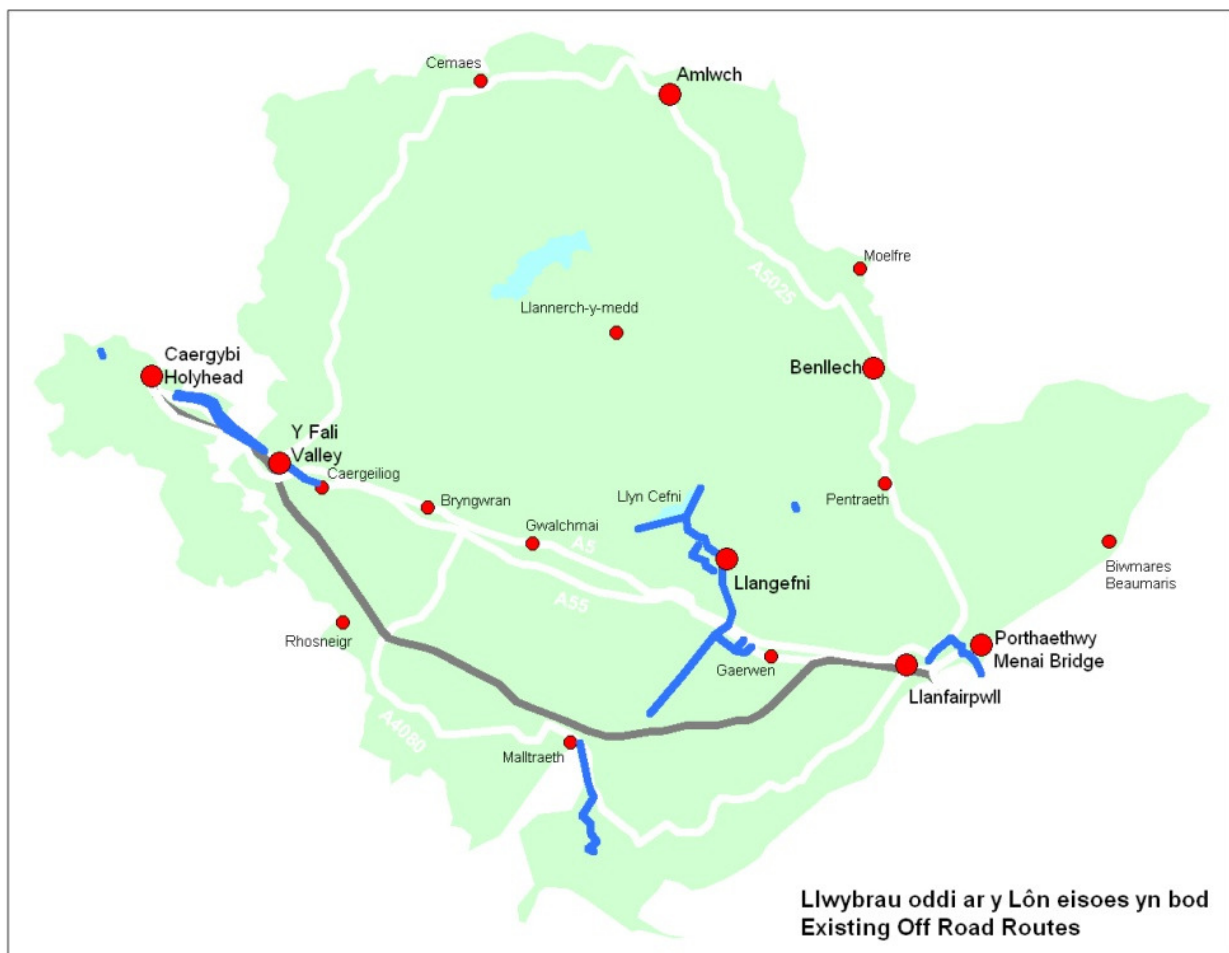 Cemaes
Amlwch
A5025
Moelfre
Llannerch-y-medd
Caergybi
Holyhead
Benllech
Y Fali
Valley
Caergeiliog
Bryngwran
Llyn Cefni
Pentraeth
Gwalchmai
A5
Llangefni
Biwmares
Beaumaris
A55
Rhosneigr
Gaerwen
Porthaethwy
Menai Bridge
Llanfairpwll
A4080
Malltraeth
Llwybrau oddi ar y Lôn eisoes yn bod
Existing Off Road Routes